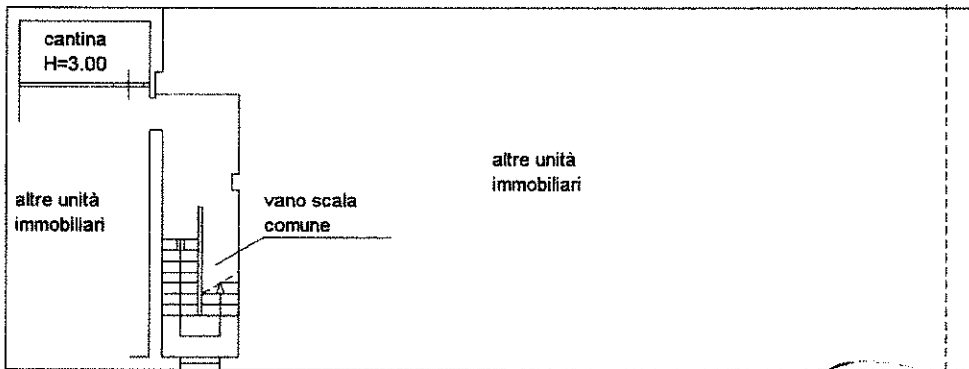 cantina
H=3.00
altre unità
immobiliari
vano scala
comune
altre unità
immobiliari